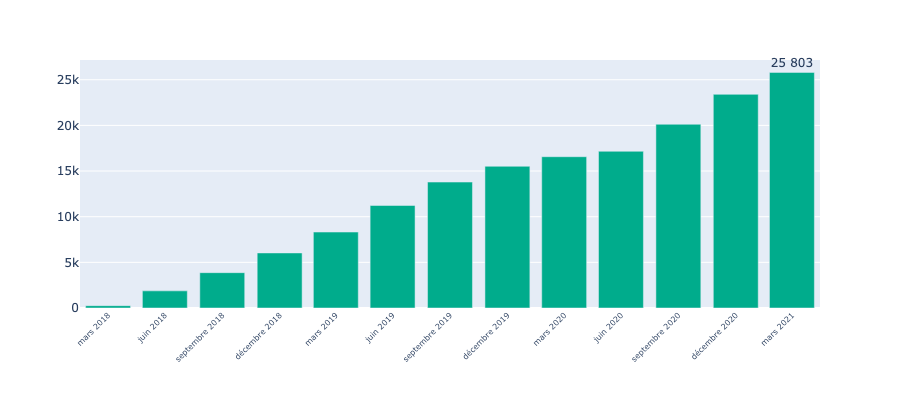 25 803
25k
20k
15k
10k
5k
0
mars 2018
juin 2018
septembre 2018
décembre 2018
mars 2019
juin 2019
septembre 2019
décembre 2019
mars 2020
juin 2020
septembre 2020
décembre 2020
mars 2021